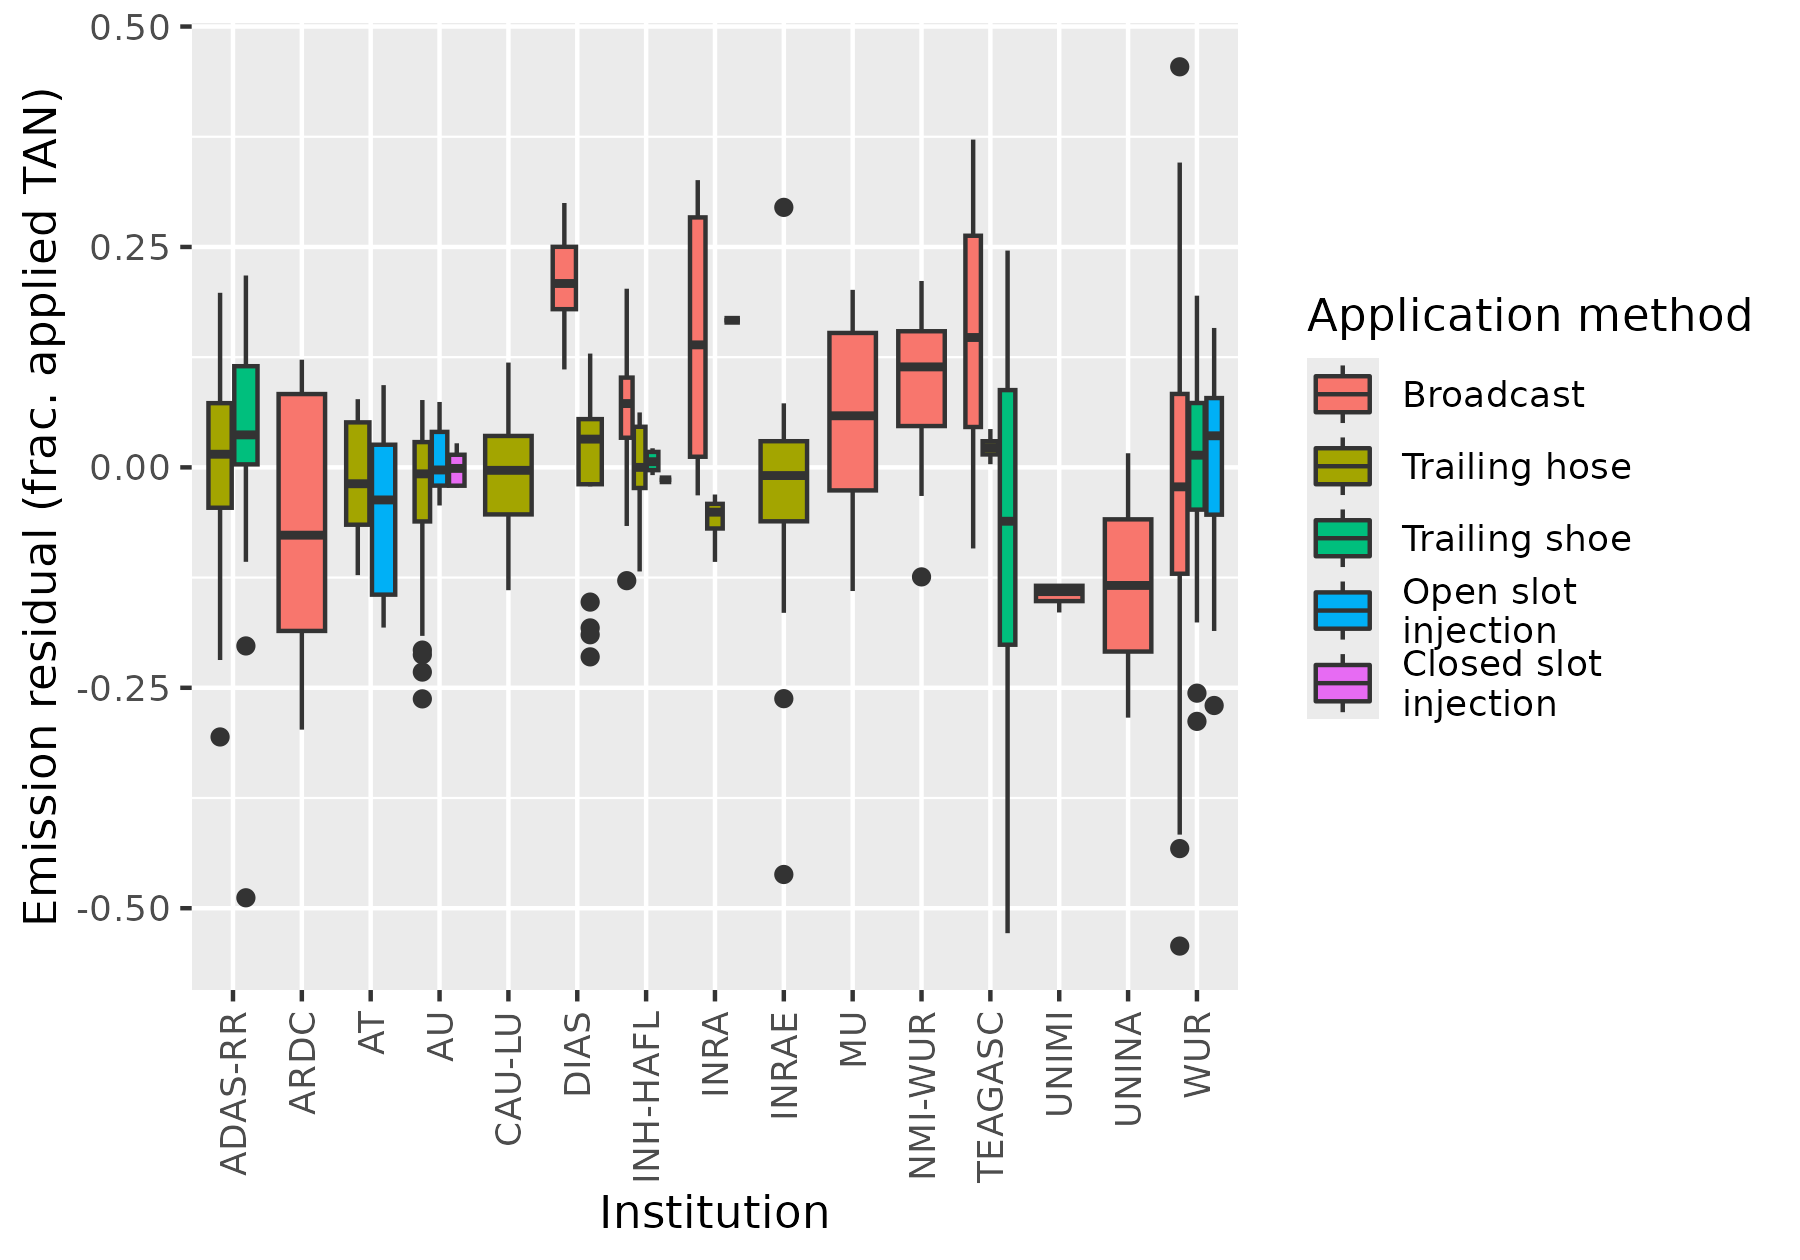 Emission residual (frac. applied TAN)
0.50
0.25
0.00
-0.25
-0.50
ADAS-RR
ARDC
AT
AU
CAU-LU
DIAS
INH-HAFL
INRA
INRAE
MU
NMI-WUR
TEAGASC
UNIMI
UNINA
WUR
Institution
Application method
Broadcast
Trailing hose
Trailing shoe
Open slot
injection
Closed slot
injection